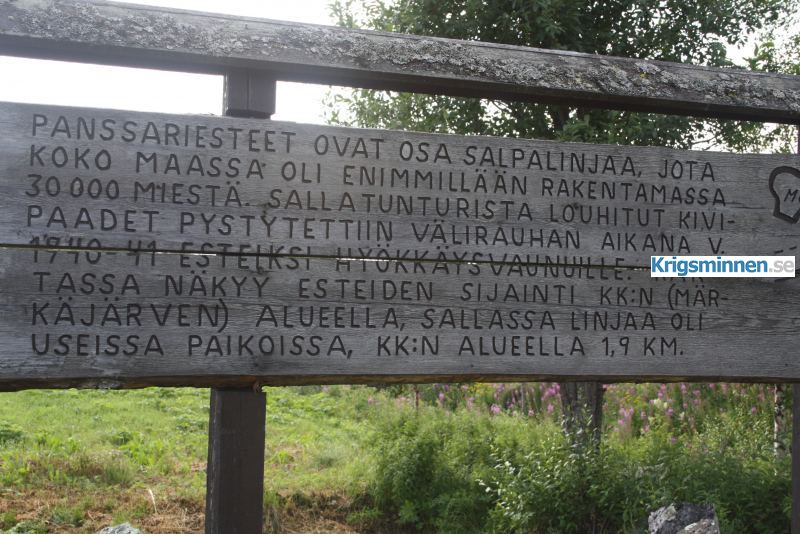 PANSSARIESTEET OVAT OSA SALPALINJAA, JOTA
KOKO MAASSA OLI ENIMMILLÄÄN RAKENTAMASSA
30 000 MIESTÄ. SALLATUNTURISTA LOUHITUT KIVI-
PAADET PYSTYTETTIIN VÄLIRAUHAN AIKANA V.
1940-41 ESTEIKSI HYÖKKÄYSVAUNUILLE.
Krigsminnen.se
TASSA NÄKYY ESTEIDEN SIJAINTI KK:N (MÄR-
KÄJÄRVEN) ALUEELLA, SALLASSA LINJAA OLI
USEISSA PAIKOISSA, KK:N ALUEELLA 1,9 KM.